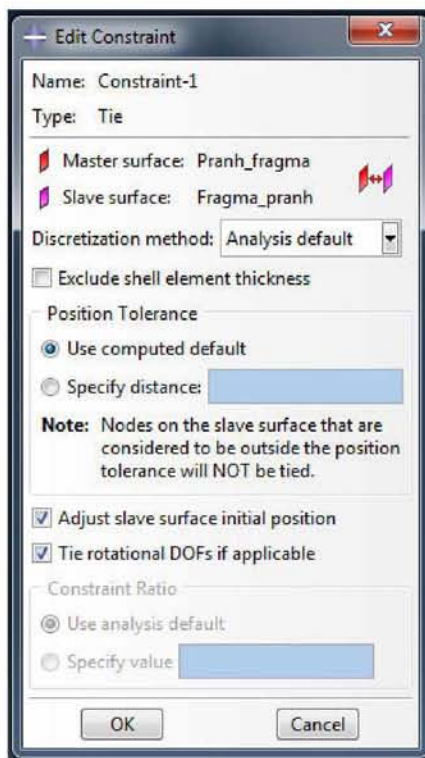 Edit Constraint
Name: Constraint-1
Type: Tie
Master surface: Pranh_fragma
Slave surface: Fragma_pranh
Discretization method: Analysis default
Exclude shell element thickness
Position Tolerance
Use computed default
Specify distance:
Note: Nodes on the slave surface that are
considered to be outside the position
tolerance will NOT be tied.
Adjust slave surface initial position
Tie rotational DOFs if applicable
Constraint Ratio
Use analysis default
Specify value
OK Cancel